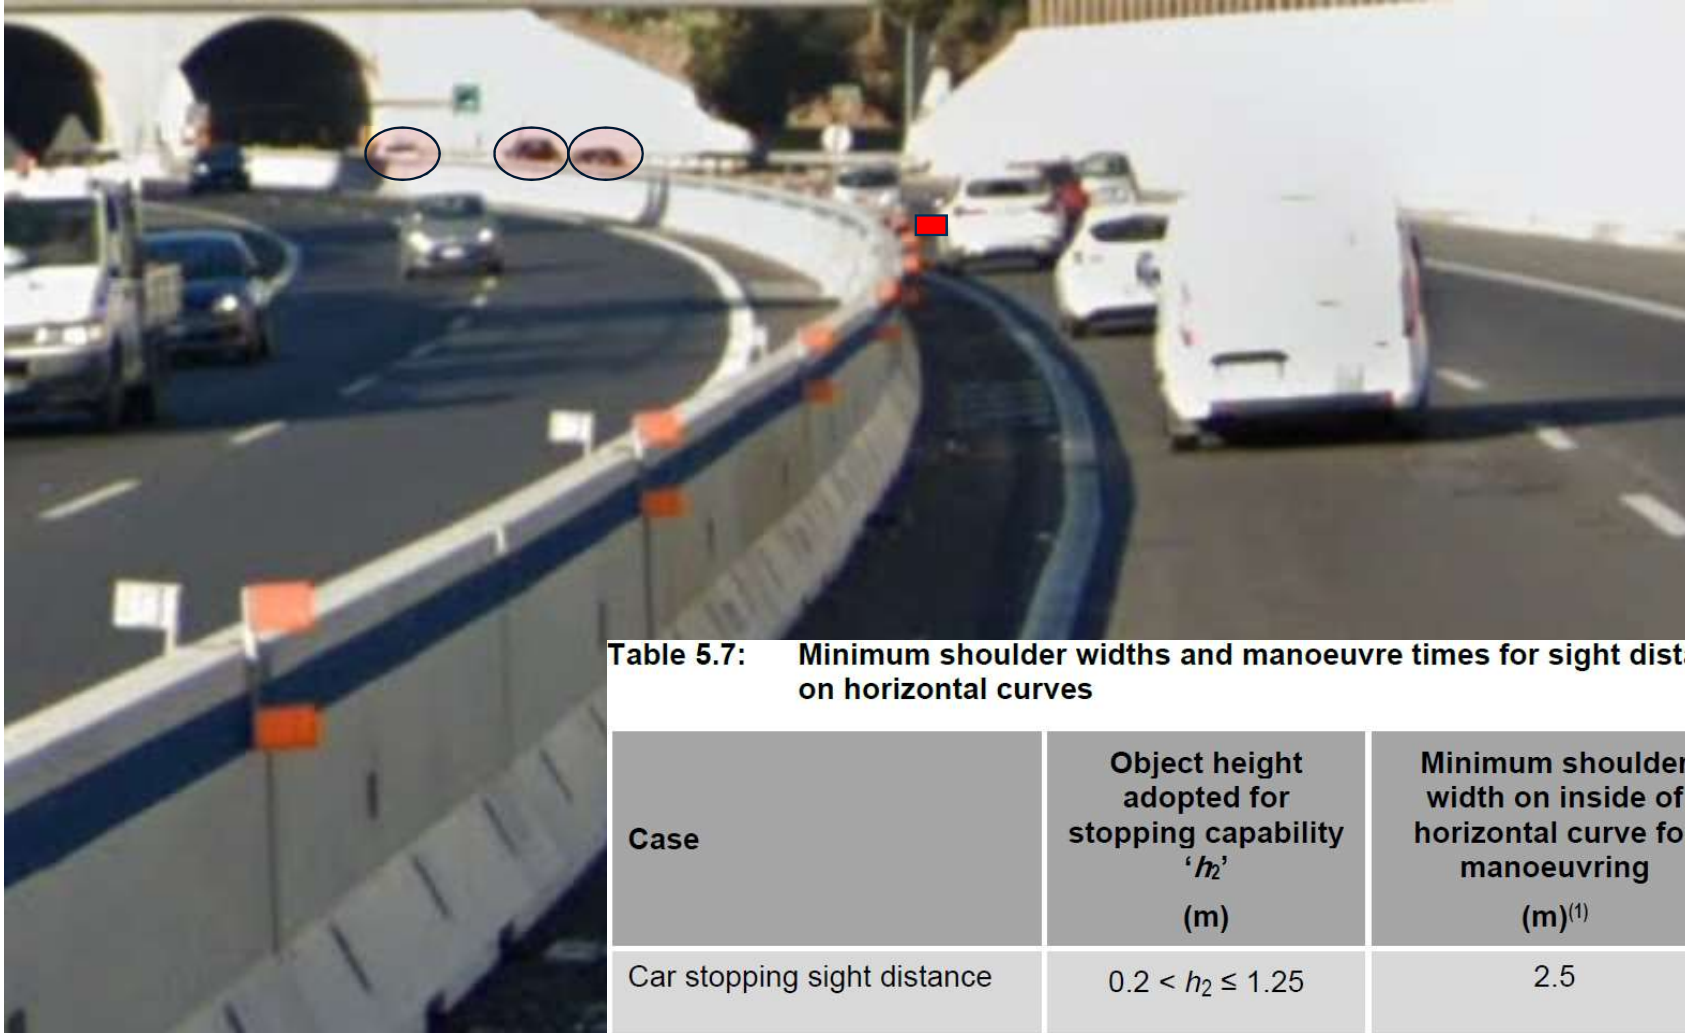 Table 5.7: Minimum shoulder widths and manoeuvre times for sight dist
on horizontal curves
Case
Object height
adopted for
stopping capability
‘h2’
(m)
Minimum shoulder
width on inside of
horizontal curve fo
manoeuvring
(m)(1)
Car stopping sight distance
0.2 < h2 ≤ 1.25
2.5